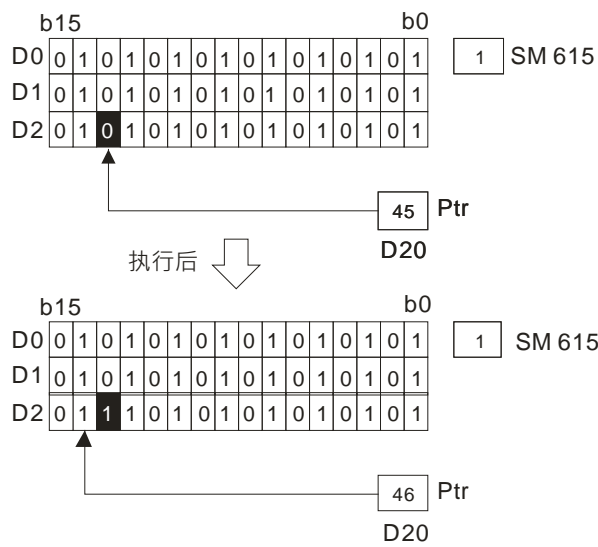 b15 b0
D0 0 1 0 1 0 1 0 1 0 1 0 1 0 1 0 1 1 SM 615
D1 0 1 0 1 0 1 0 1 0 1 0 1 0 1 0 1
D2 0 1 0 1 0 1 0 1 0 1 0 1 0 1 0 1
45 Ptr
D20
执行后
b15 b0
D0 0 1 0 1 0 1 0 1 0 1 0 1 0 1 0 1 1 SM 615
D1 0 1 0 1 0 1 0 1 0 1 0 1 0 1 0 1
D2 0 1 1 1 0 1 0 1 0 1 0 1 0 1 0 1
46 Ptr
D20